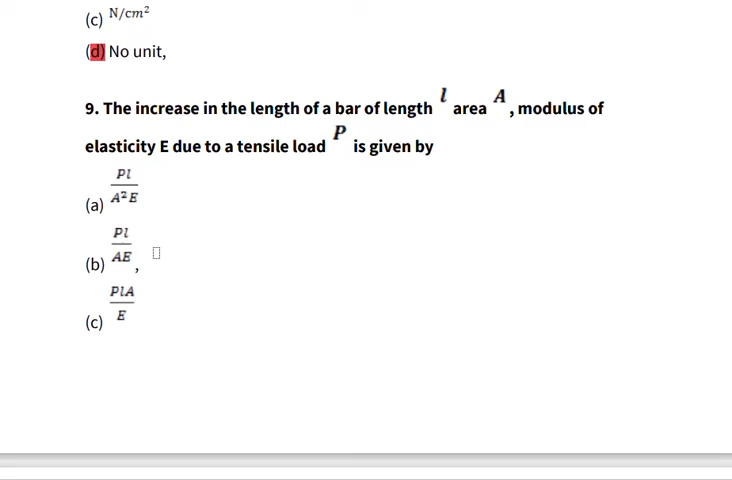 (c) N/cm²
(d) No unit,
9. The increase in the length of a bar of length l area A, modulus of
elasticity E due to a tensile load P is given by
(a) Pl/A²E
(b) Pl/AE,
(c) PlA/E